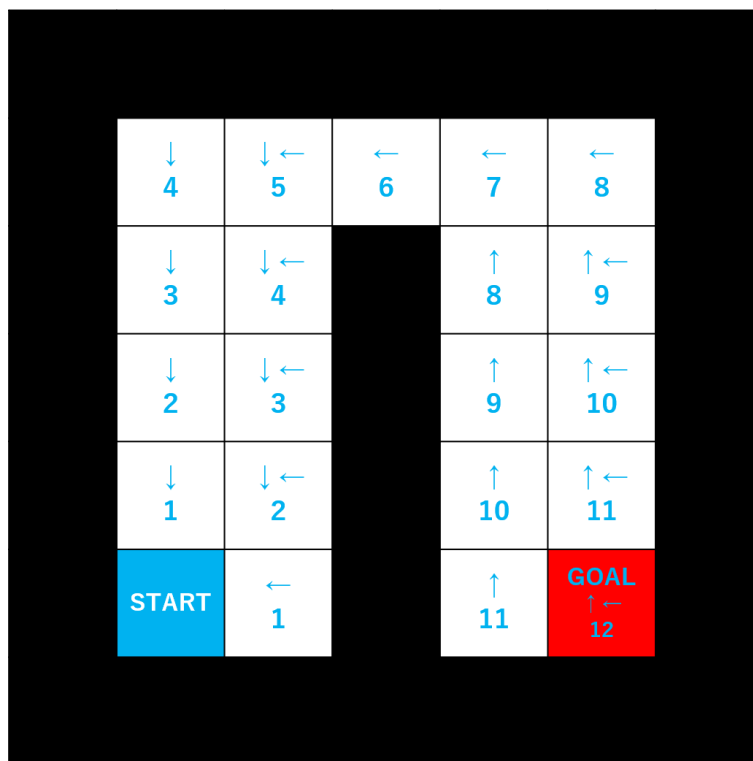 ↓ ↓← ← ← ←
4 5 6 7 8
↓ ↓← ↑ ↑←
3 4 8 9
↓ ↓← ↑ ↑←
2 3 9 10
↓ ↓← ↑ ↑←
1 2 10 11
START ← 1 ↑ 11 GOAL
↑←
12